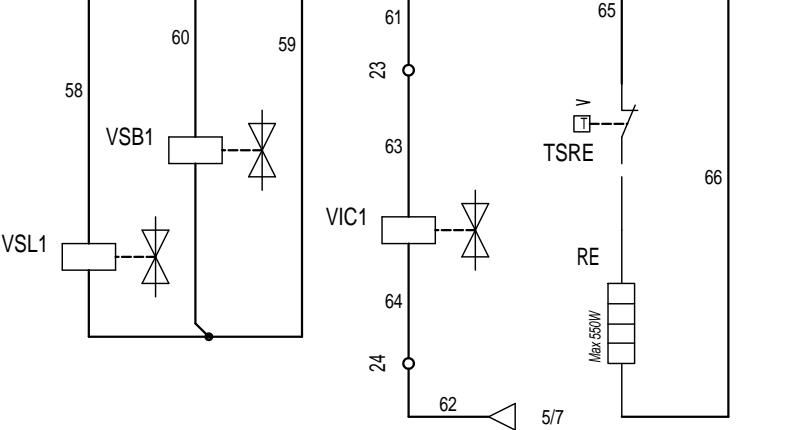 61
65
60
59
23
58
V
T
VSB1
63
TSRE
66
VIC1
VSL1
RE
64
Max 550W
24
62
5/7